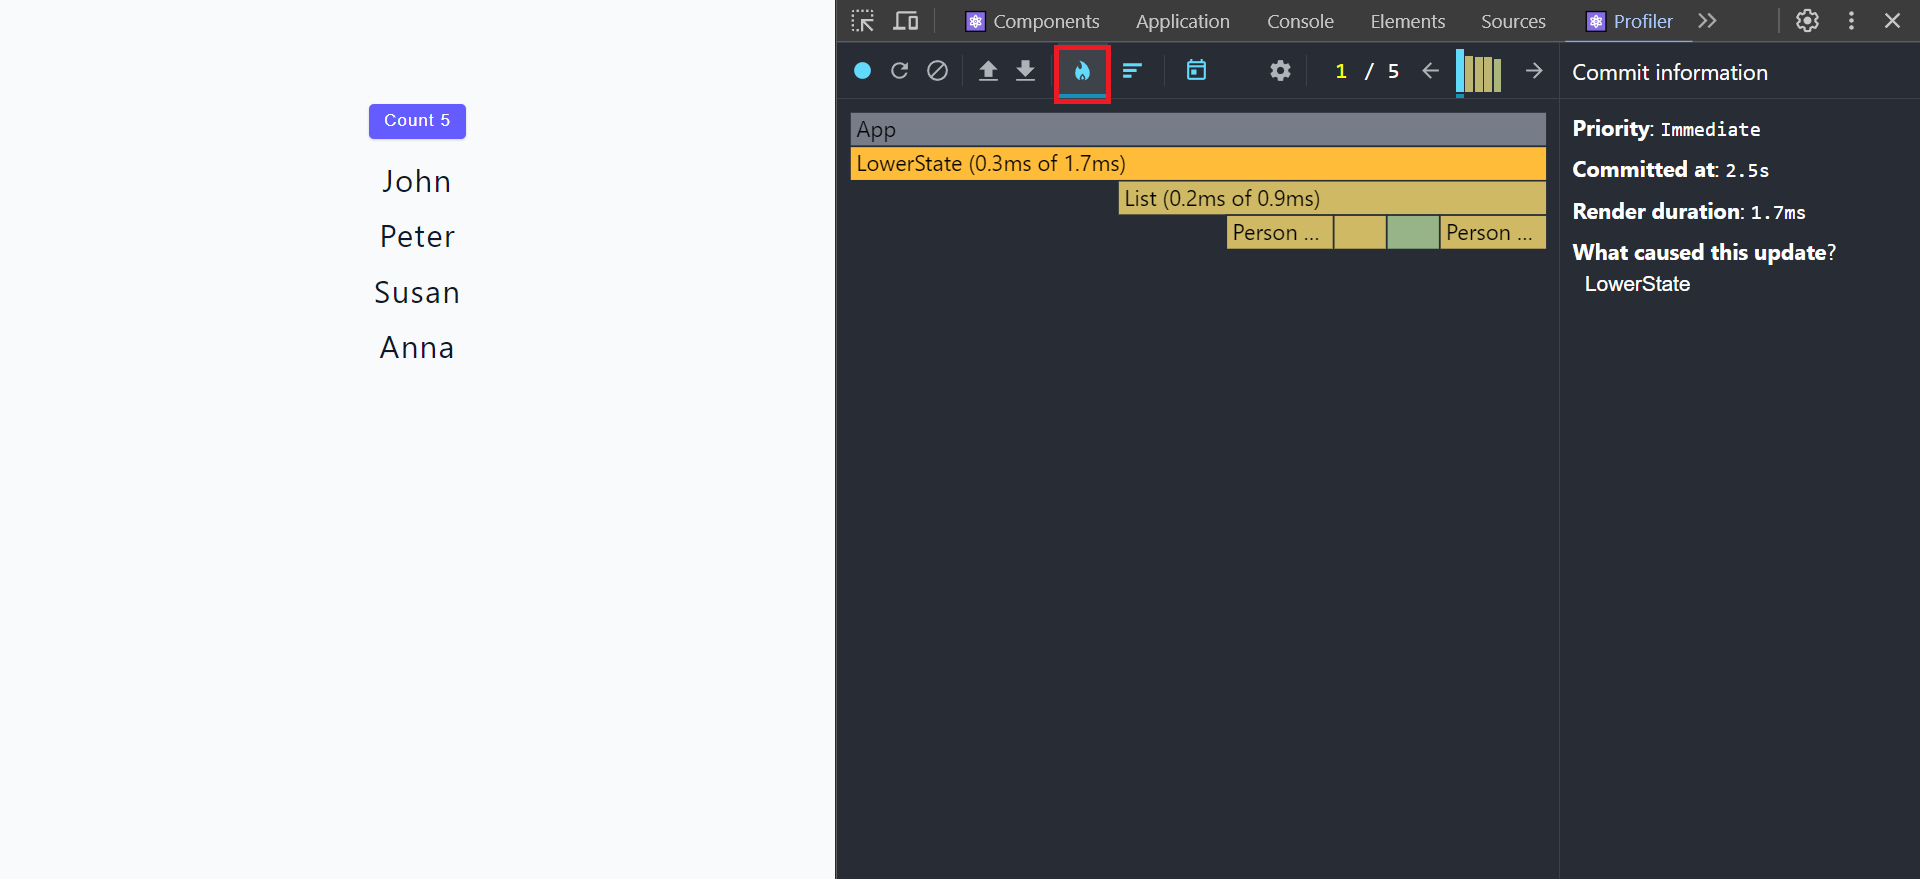 Count 5
John
Peter
Susan
Anna
Components Application Console Elements Sources Profiler
1 / 5
App
LowerState (0.3ms of 1.7ms)
List (0.2ms of 0.9ms)
Person ... Person ...
Commit information
Priority: Immediate
Committed at: 2.5s
Render duration: 1.7ms
What caused this update?
LowerState